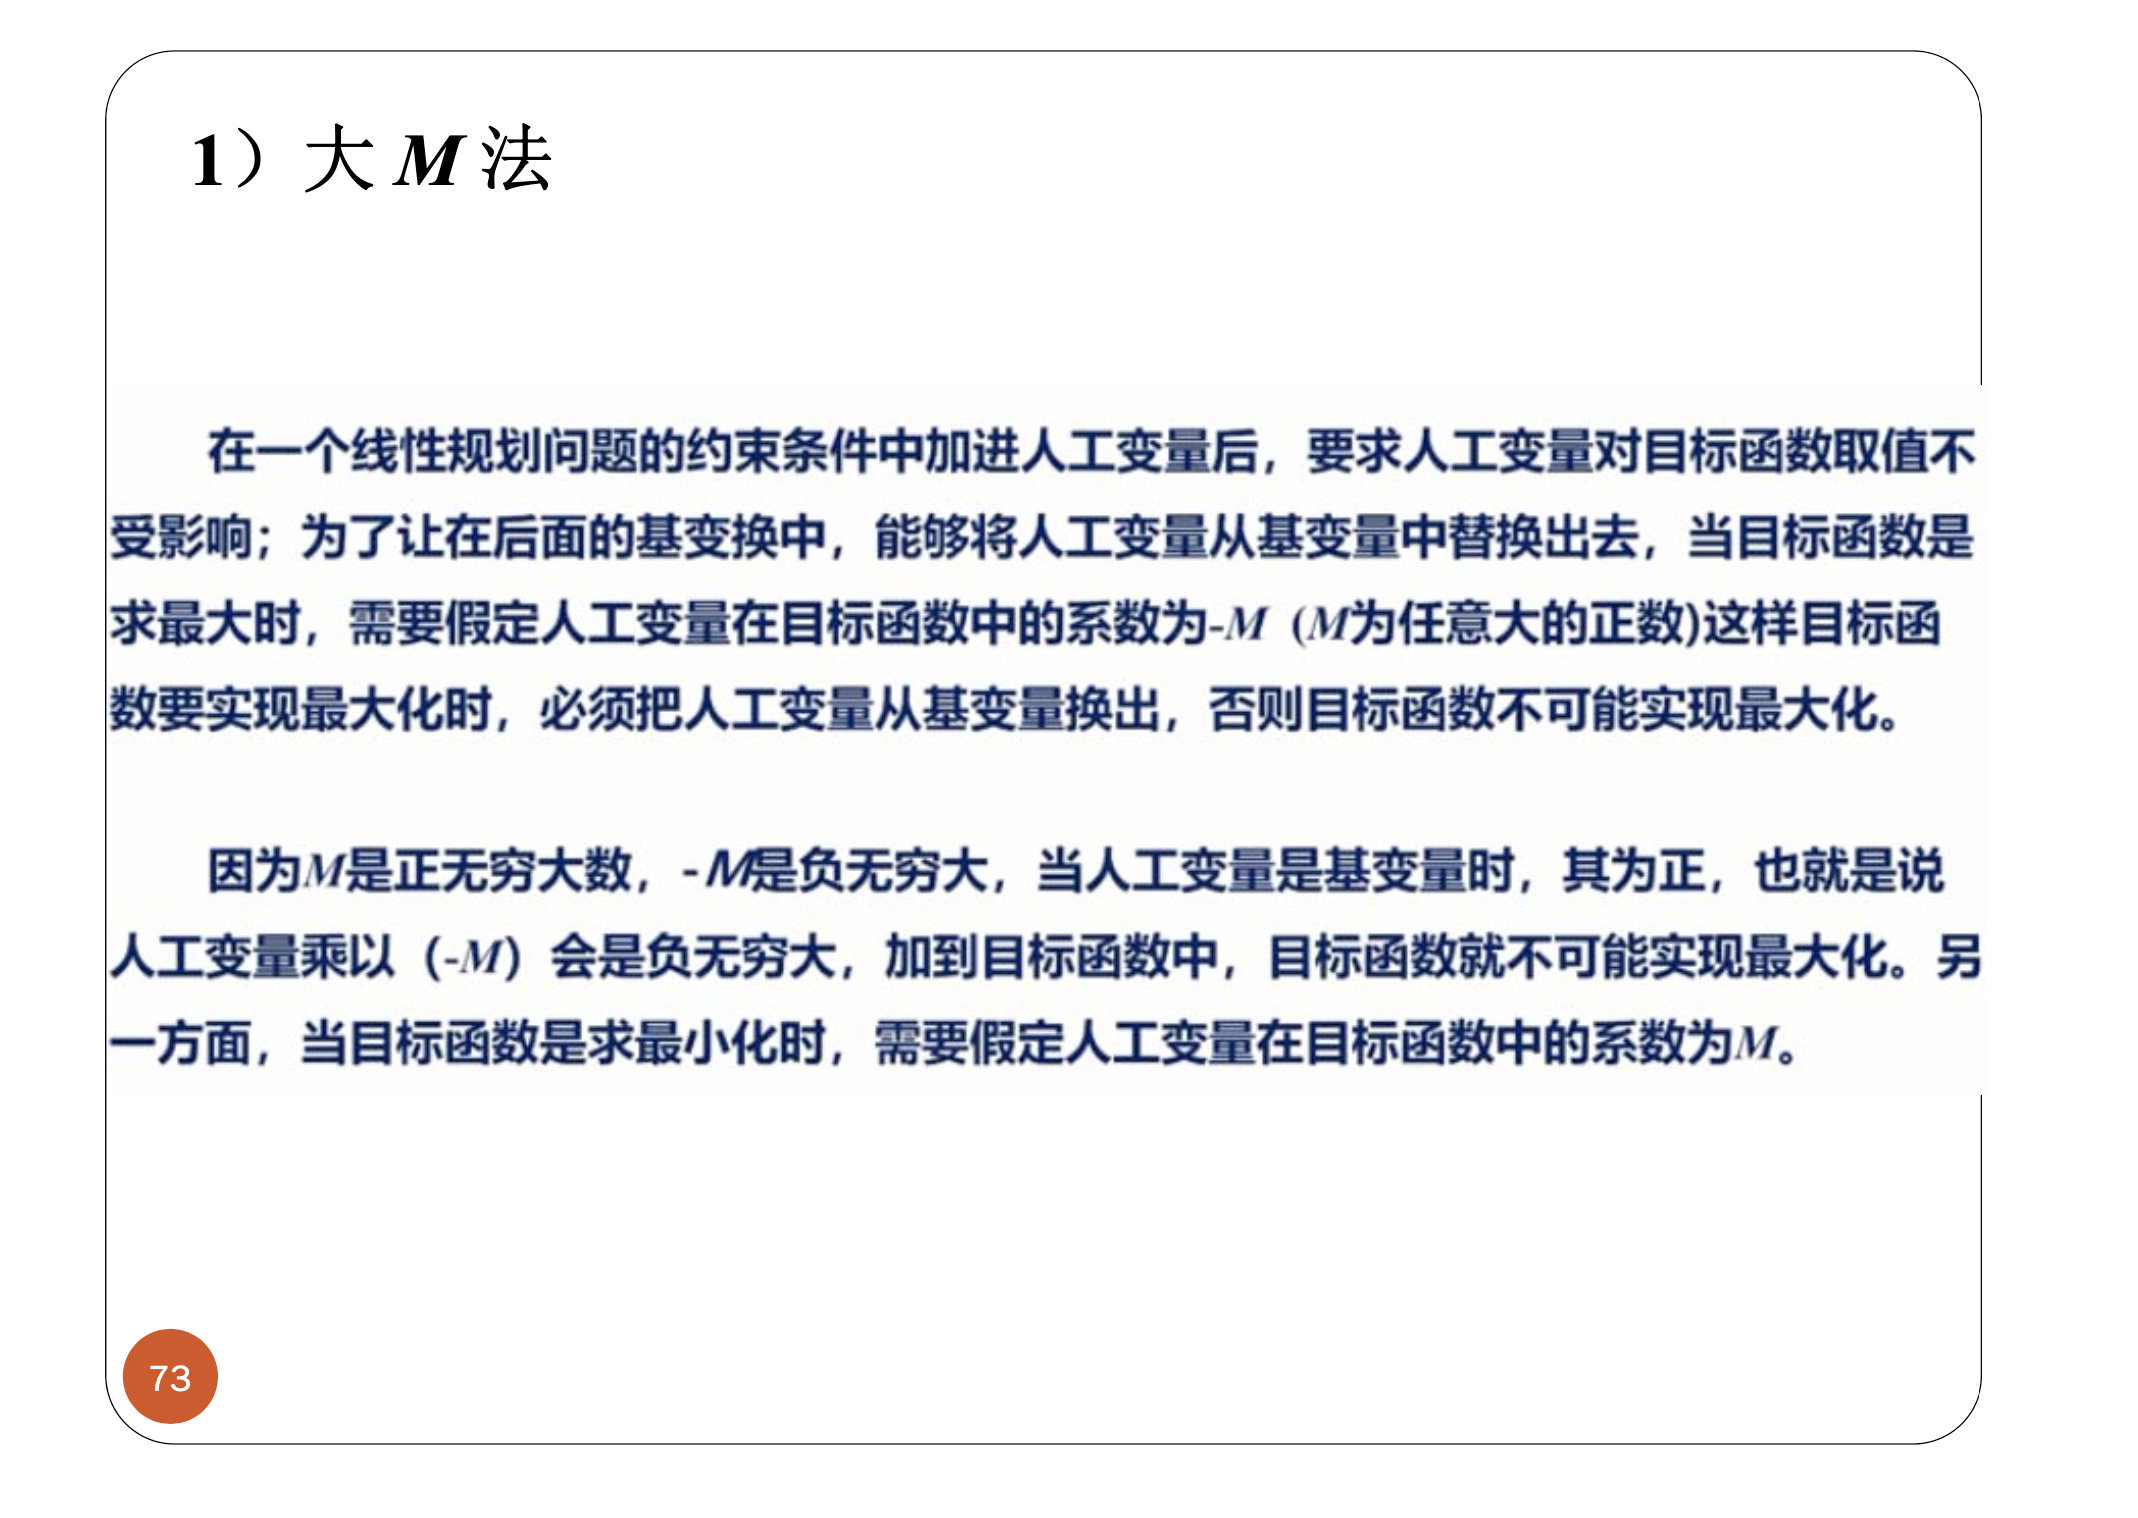 1）大 M 法
在一个线性规划问题的约束条件中加进人工变量后，要求人工变量对目标函数取值不
受影响；为了让在后面的基变换中，能够将人工变量从基变量中替换出去，当目标函数是
求最大时，需要假定人工变量在目标函数中的系数为-M (M为任意大的正数)这样目标函
数要实现最大化时，必须把人工变量从基变量换出，否则目标函数不可能实现最大化。
因为M是正无穷大数，-M是负无穷大，当人工变量是基变量时，其为正，也就是说
人工变量乘以（-M）会是负无穷大，加到目标函数中，目标函数就不可能实现最大化。另
一方面，当目标函数是求最小化时，需要假定人工变量在目标函数中的系数为M。
73